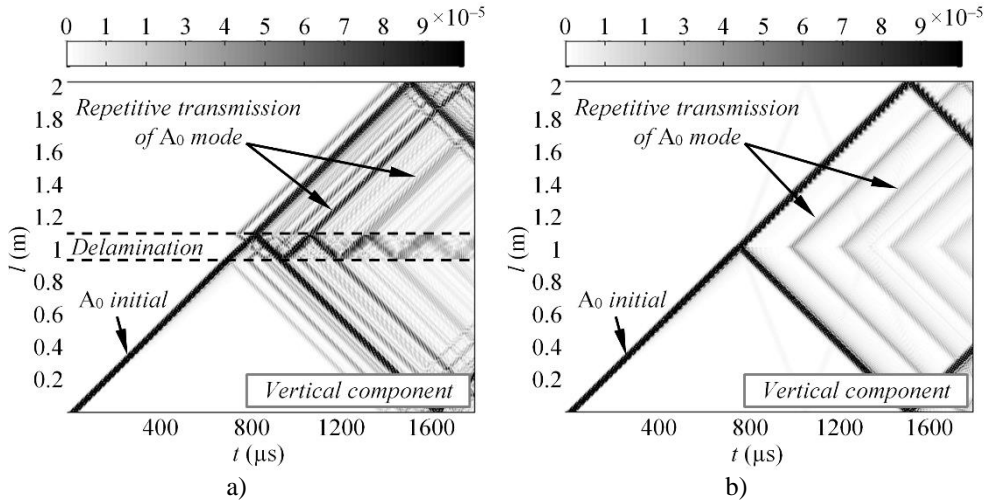 0 1 3 4 5 6 8 9 ×10⁻⁵
2
1.8
1.6
1.4
1.2
1
0.8
0.6
0.4
0.2
l (m)
Repetitive transmission
of A₀ mode
Delamination
A₀ initial
Vertical component
400 800 1200 1600
t (µs)
a)
0 1 3 4 5 6 8 9 ×10⁻⁵
2
1.8
1.6
1.4
1.2
1
0.8
0.6
0.4
0.2
l (m)
Repetitive transmission
of A₀ mode
A₀ initial
Vertical component
400 800 1200 1600
t (µs)
b)